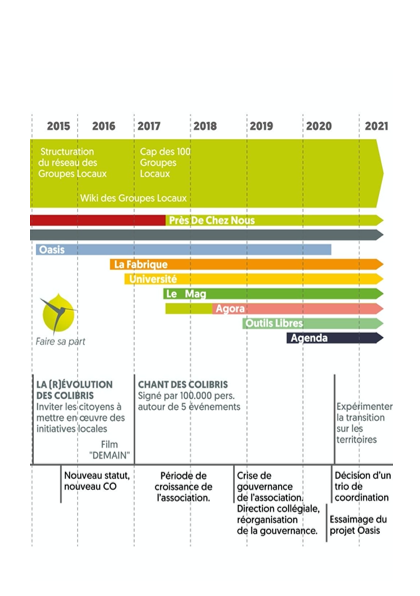 2015 2016 2017 2018 2019 2020 2021
Structuration
du réseau des
Groupes Locaux
Cap des 100
Groupes
Locaux
Wiki des Groupes Locaux
Près De Chez Nous
Oasis
La Fabrique
Université
Le Mag
Agora
Outils Libres
Agenda
Faire sa part
LA (R)ÉVOLUTION
DES COLIBRIS
Inviter les citoyens à
mettre en œuvre des
initiatives locales
Film
"DEMAIN"
CHANT DES COLIBRIS
Signé par 100.000 pers.
autour de 5 événements
Expérimenter
la transition
sur les
territoires
Nouveau statut,
nouveau CO
Période de
croissance de
l'association.
Crise de
gouvernance
de l'association.
Direction collégiale,
réorganisation
de la gouvernance.
Décision d'un
trio de
coordination
Essaimage du
projet Oasis